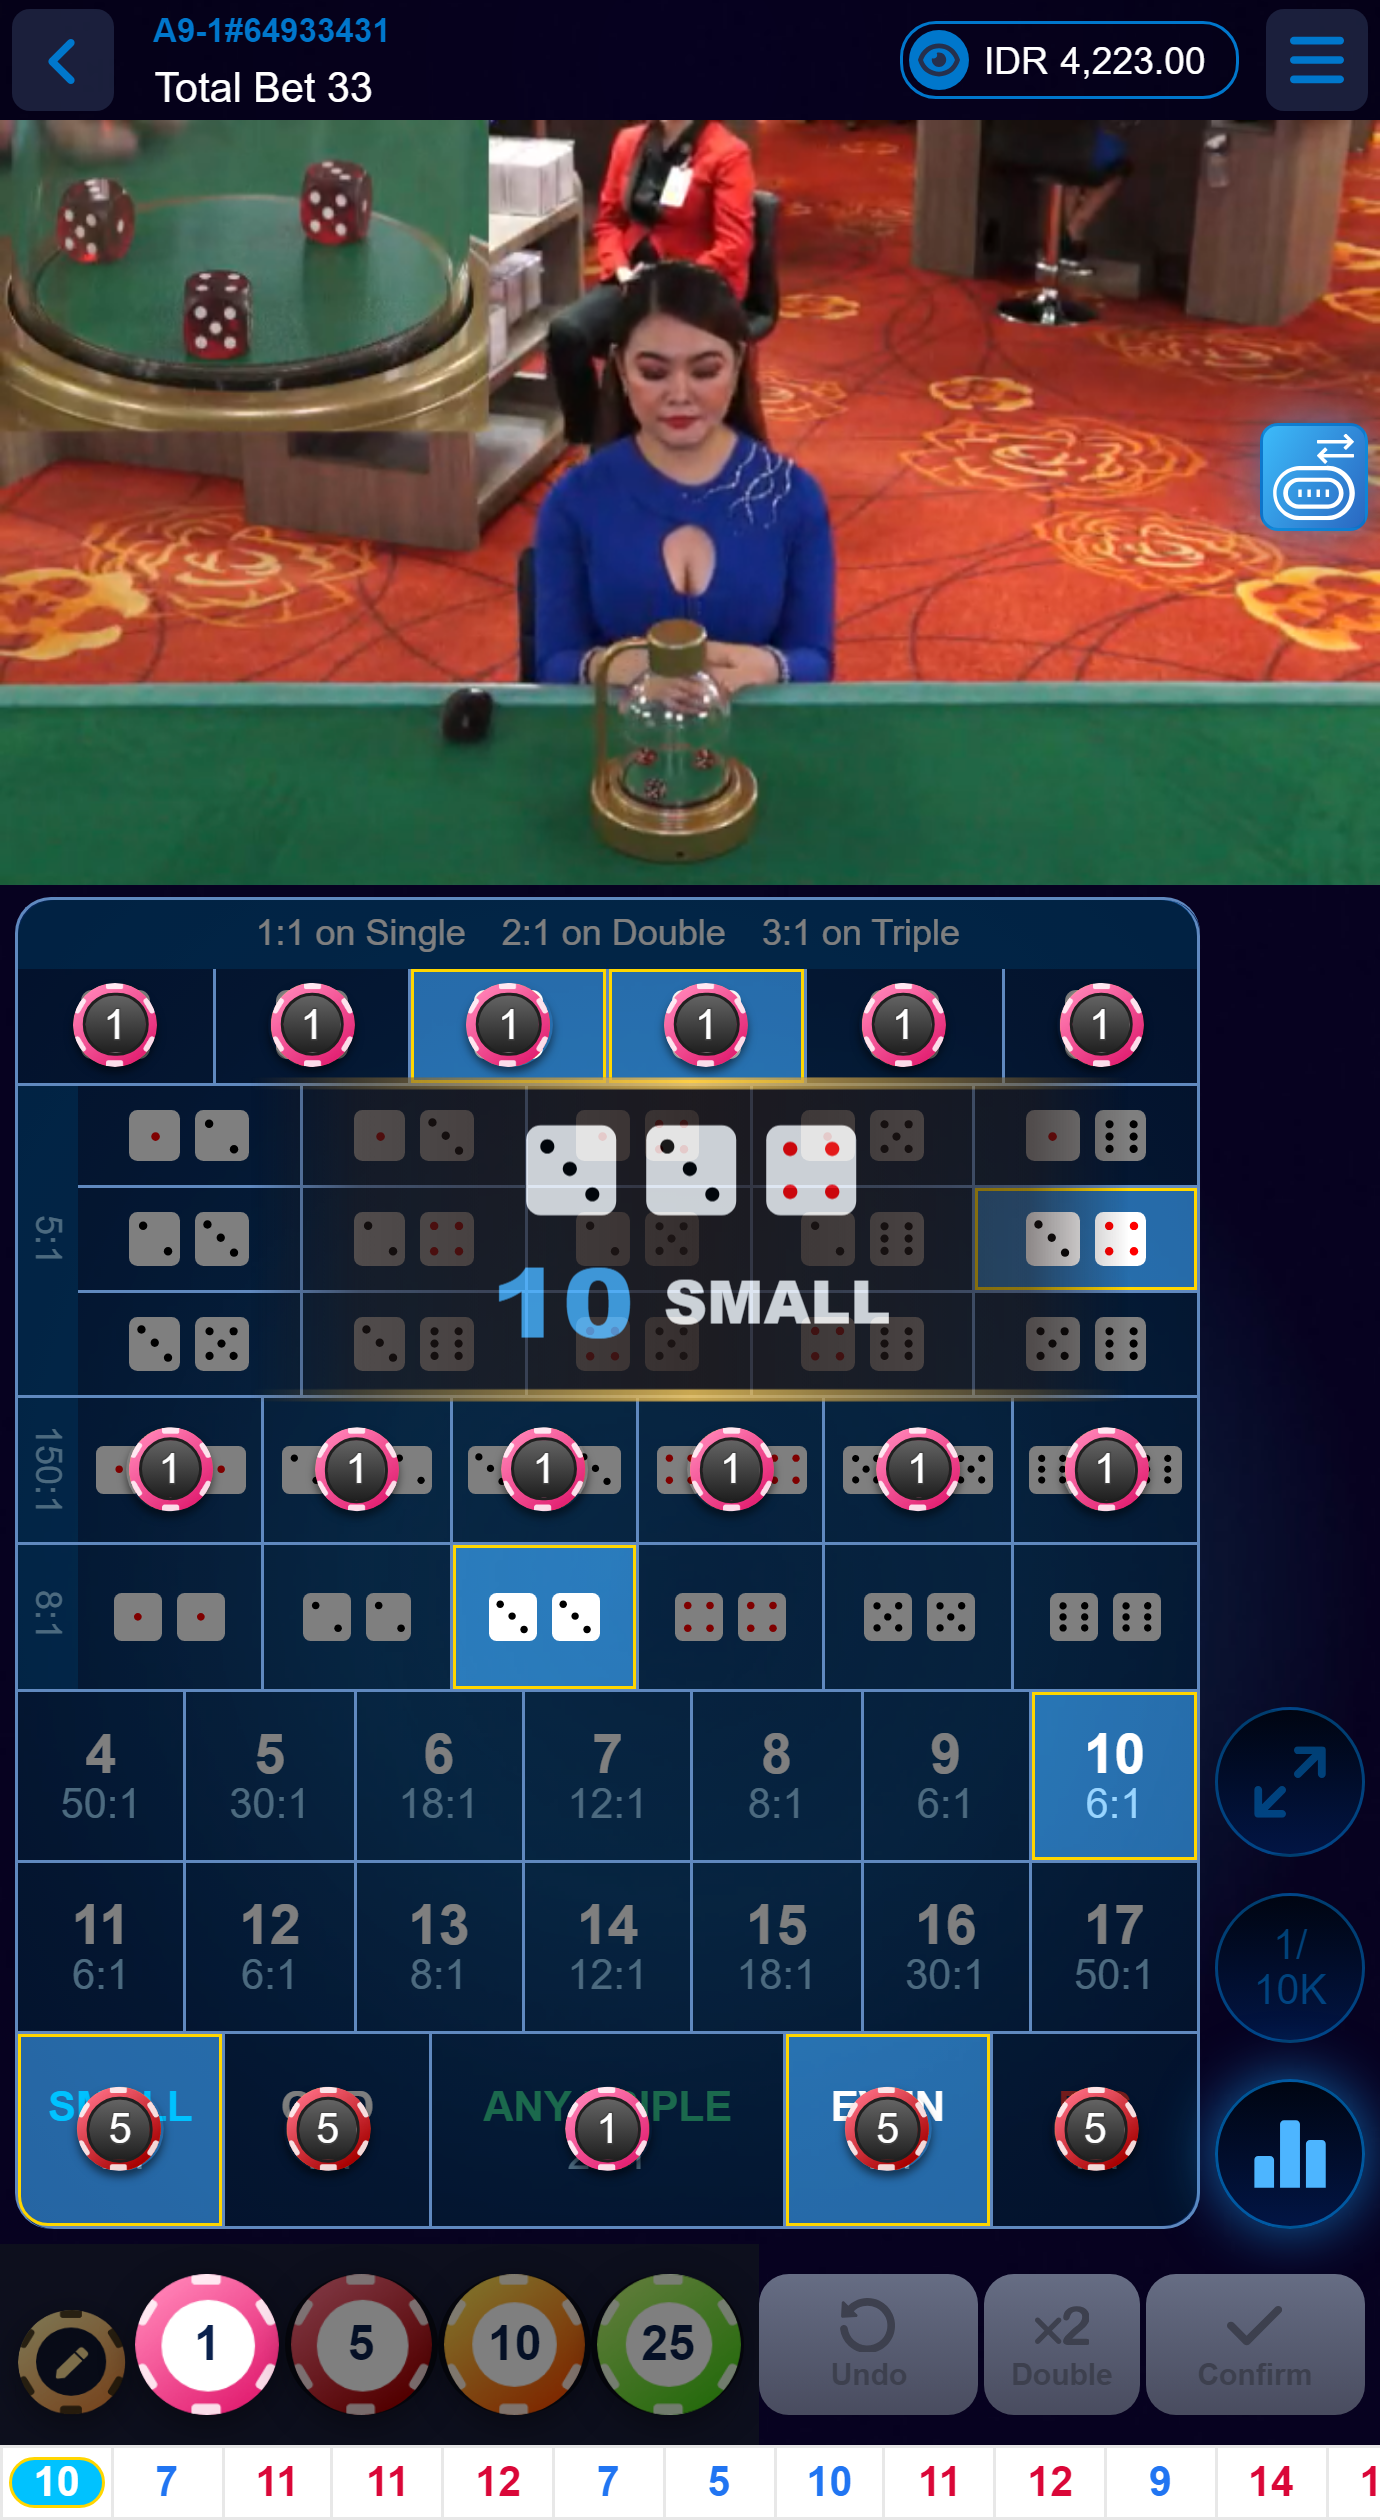 A9-1#64933431
Total Bet 33
IDR 4,223.00
1:1 on Single 2:1 on Double 3:1 on Triple
1 1 1 1 1 1
5:1
10 SMALL
150:1
1 1 1 1 1 1
8:1
4 5 6 7 8 9 10
50:1 30:1 18:1 12:1 8:1 6:1 6:1
11 12 13 14 15 16 17
6:1 6:1 8:1 12:1 18:1 30:1 50:1
1/
10K
SMALL ANY TRIPLE EVEN
5 5 1 5 5
1 5 10 25
x2
Undo Double Confirm
10 7 11 11 12 7 5 10 11 12 9 14